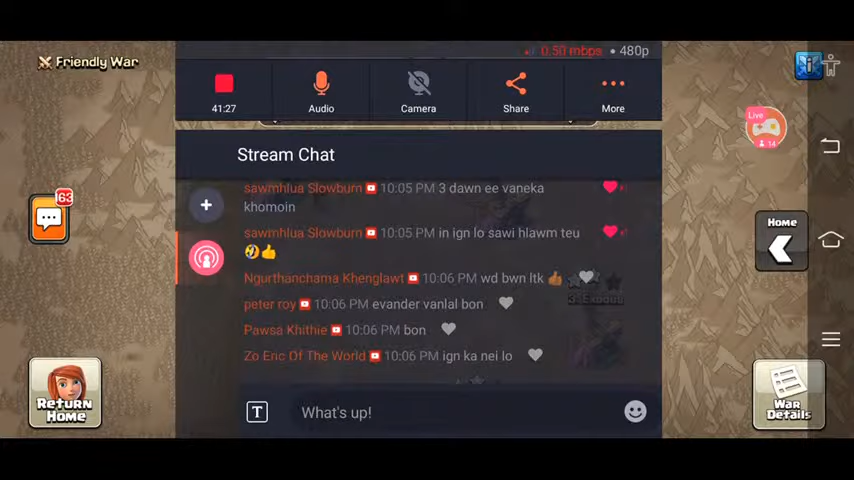 Friendly War
0.50 mbps • 480p
41:27
Audio
Camera
Share
More
Stream Chat
Live
14
163
sawmhlua Slowburn 10:05 PM 3 dawn ee vaneka
khomoin
sawmhlua Slowburn 10:05 PM in ign lo sawi hlawm teu
🤣👍
Ngurthanchama Khenglawt 10:06 PM wd bwn ltk 👍
peter roy 10:06 PM evander vanlal bon
Pawsa Khithie 10:06 PM bon
Zo Eric Of The World 10:06 PM ign ka nei lo
T What's up!
Home
Return
Home
War
Details